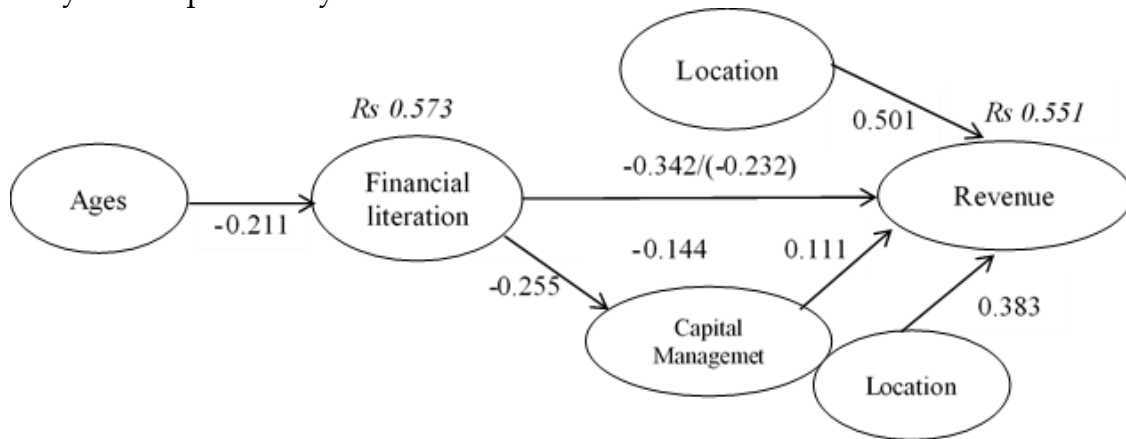 Location
Rs 0.573
0.501
Rs 0.551
-0.342/(-0.232)
Ages
Financial
literation
Revenue
-0.211
-0.144
0.111
-0.255
0.383
Capital
Managemet
Location